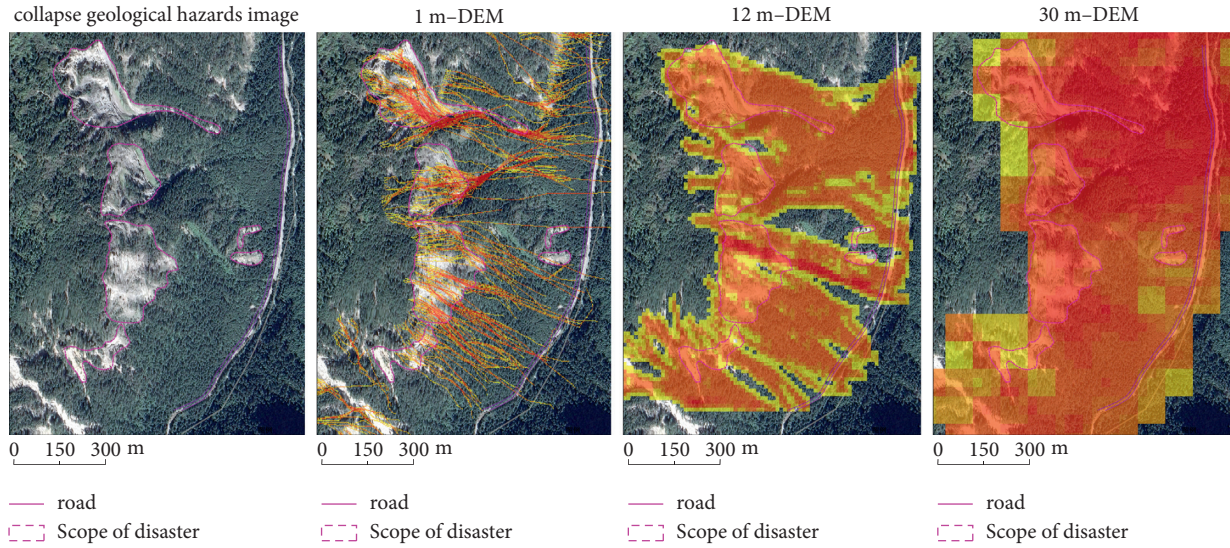 collapse geological hazards image
1 m–DEM
12 m–DEM
30 m–DEM
0 150 300 m
0 150 300 m
0 150 300 m
0 150 300 m
road
road
road
road
Scope of disaster
Scope of disaster
Scope of disaster
Scope of disaster